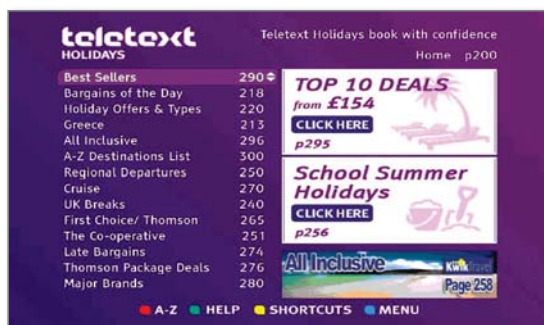 teletext
HOLIDAYS
Teletext Holidays book with confidence
Home p200
Best Sellers 290
Bargains of the Day 218
Holiday Offers & Types 220
Greece 213
All Inclusive 296
A-Z Destinations List 300
Regional Departures 250
Cruise 270
UK Breaks 240
First Choice/ Thomson 265
The Co-operative 251
Late Bargains 274
Thomson Package Deals 276
Major Brands 280
TOP 10 DEALS
from £154
CLICK HERE
p295
School Summer
Holidays
CLICK HERE
p256
All Inclusive
Kwiktravel
Page 258
A-Z HELP SHORTCUTS MENU